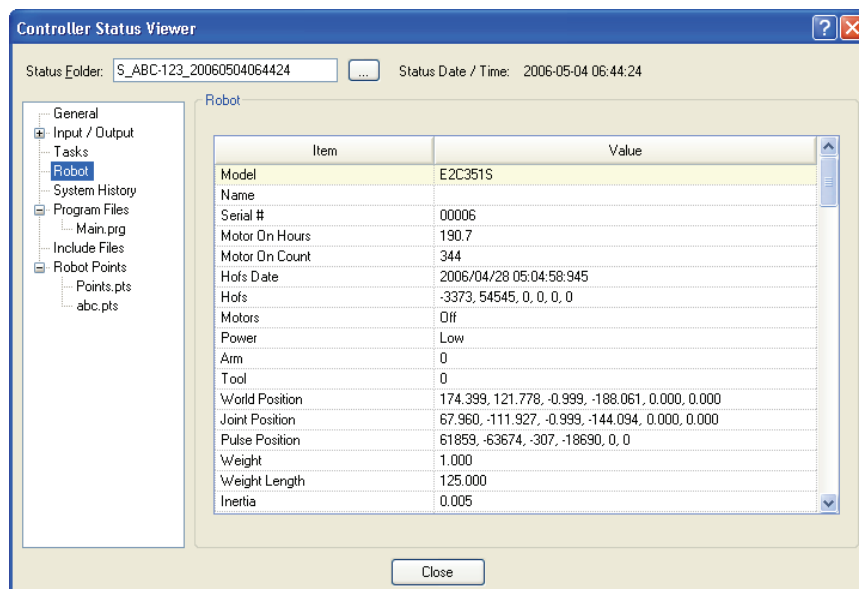 Controller Status Viewer
Status Folder: S_ABC-123_20060504064424 ... Status Date / Time: 2006-05-04 06:44:24
General
Input / Output
Tasks
Robot
System History
Program Files
Main.prg
Include Files
Robot Points
Points.pts
abc.pts
Robot
Item Value
Model E2C351S
Name
Serial # 00006
Motor On Hours 190.7
Motor On Count 344
Hofs Date 2006/04/28 05:04:58:945
Hofs -3373, 54545, 0, 0, 0, 0
Motors Off
Power Low
Arm 0
Tool 0
World Position 174.399, 121.778, -0.999, -188.061, 0.000, 0.000
Joint Position 67.960, -111.927, -0.999, -144.094, 0.000, 0.000
Pulse Position 61859, -63674, -307, -18690, 0, 0
Weight 1.000
Weight Length 125.000
Inertia 0.005
Close